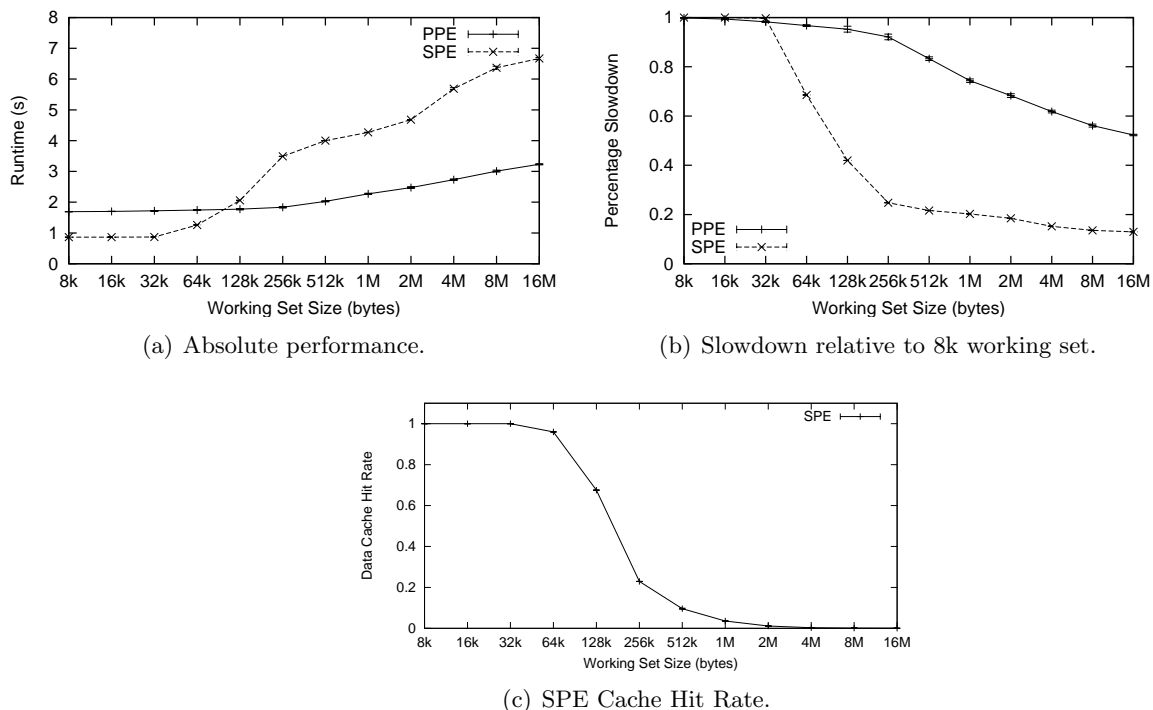 8
7
6
5
4
3
2
1
0
Runtime (s)
PPE
SPE
8k 16k 32k 64k 128k 256k 512k 1M 2M 4M 8M 16M
Working Set Size (bytes)
(a) Absolute performance.
1
0.8
0.6
0.4
0.2
0
Percentage Slowdown
PPE
SPE
8k 16k 32k 64k 128k 256k 512k 1M 2M 4M 8M 16M
Working Set Size (bytes)
(b) Slowdown relative to 8k working set.
1
0.8
0.6
0.4
0.2
0
Data Cache Hit Rate
SPE
8k 16k 32k 64k 128k 256k 512k 1M 2M 4M 8M 16M
Working Set Size (bytes)
(c) SPE Cache Hit Rate.